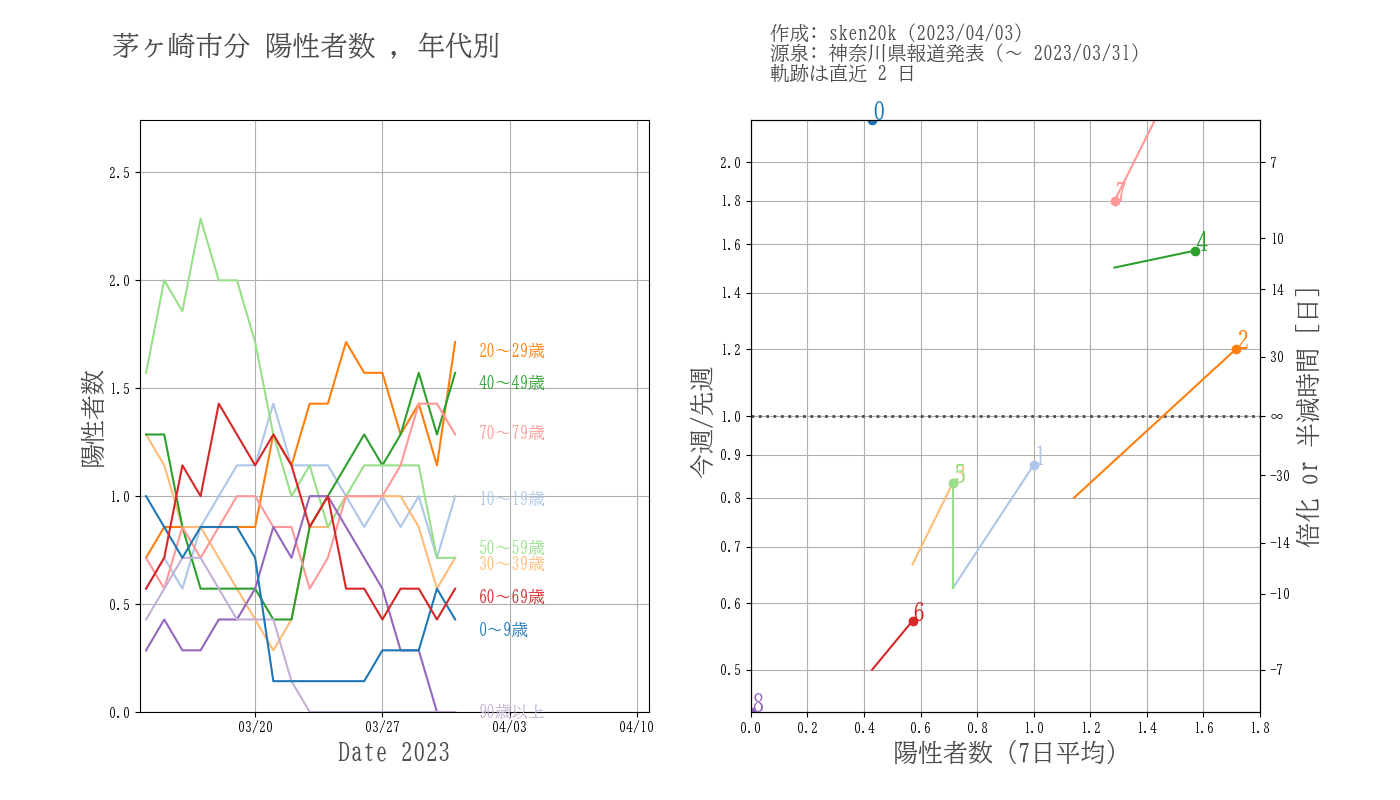 茅ヶ崎市分 陽性者数 , 年代別
作成: sken20k (2023/04/03)
源泉: 神奈川県報道発表 (～ 2023/03/31)
軌跡は直近 2 日
陽性者数
2.5
2.0
1.5
1.0
0.5
0.0
03/20
03/27
04/03
04/10
Date 2023
20～29歳
40～49歳
70～79歳
10～19歳
50～59歳
30～39歳
60～69歳
0～9歳
90歳以上
今週/先週
2.0
1.8
1.6
1.4
1.2
1.0
0.9
0.8
0.7
0.6
0.5
0
7
4
2
1
5
6
8
0.0
0.2
0.4
0.6
0.8
1.0
1.2
1.4
1.6
1.8
陽性者数 (7日平均)
7
10
14
30
∞
-30
-14
-10
-7
倍化 or 半減時間 [日]